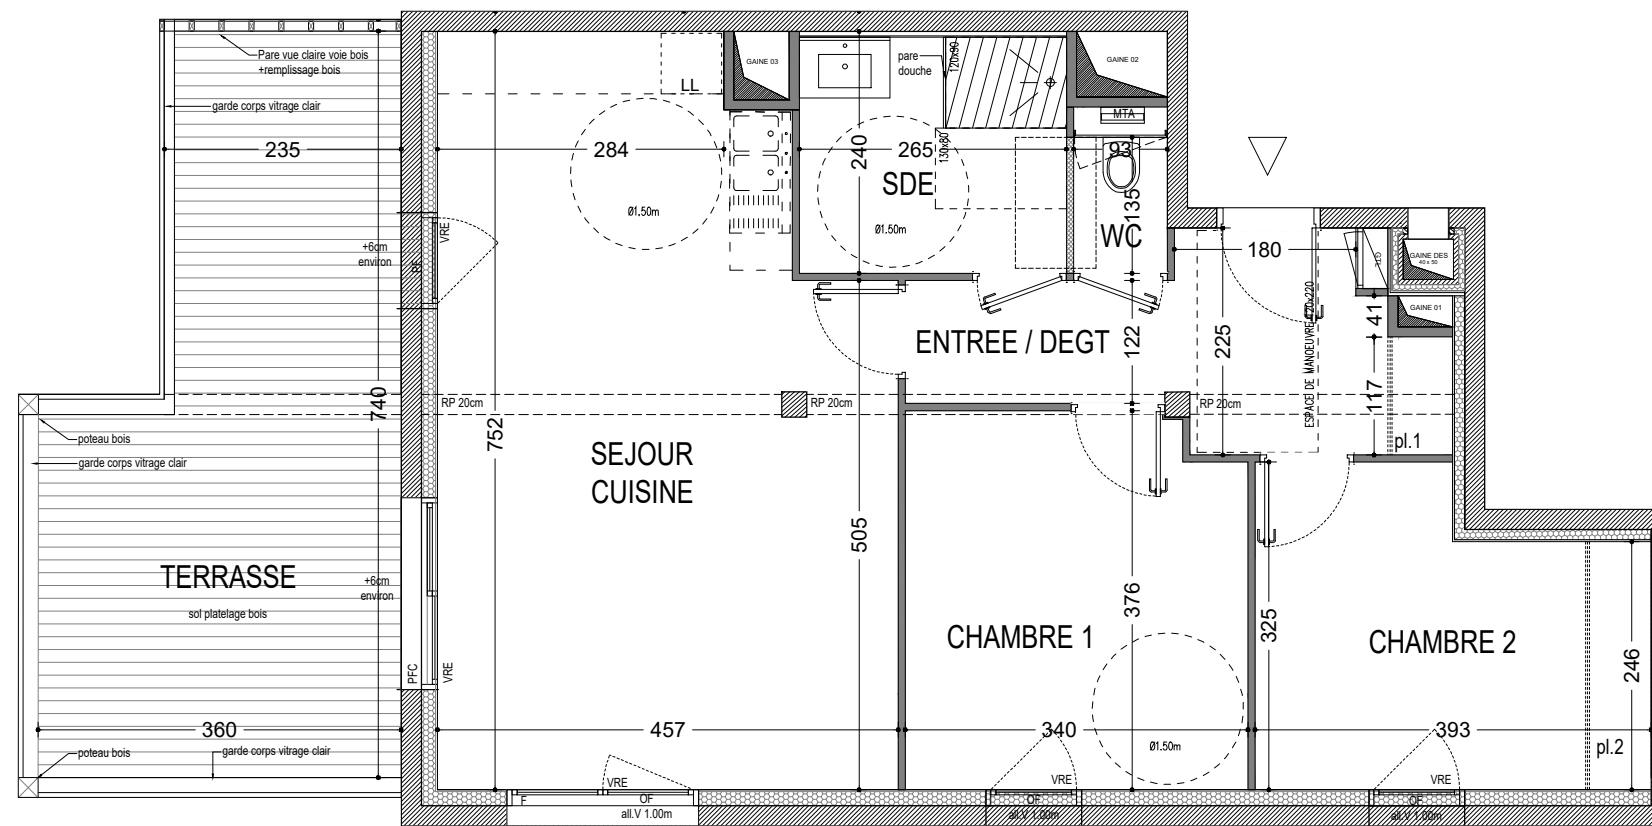 Pare vue claire voie bois
+remplissage bois
garde corps vitrage clair
235
284
LL
GAINE 03
pare
douche
120x90
130x80
240
265
SDE
Ø1.50m
Ø1.50m
GAINE 02
MTA
93
135
WC
180
GTL
GAINE DES
40 x 50
GAINE 01
41
117
225
ESPACE DE MANOEUVRE 120x220
122
ENTREE / DEGT
+6cm
environ
PF
VRE
740
752
RP 20cm
RP 20cm
RP 20cm
pl.1
poteau bois
garde corps vitrage clair
SEJOUR
CUISINE
505
TERRASSE
sol platelage bois
+6cm
environ
PFC
VRE
376
325
CHAMBRE 1
CHAMBRE 2
246
360
457
340
393
Ø1.50m
pl.2
poteau bois
garde corps vitrage clair
VRE
VRE
VRE
F
OF
OF
OF
all.V 1.00m
all.V 1.00m
all.V 1.00m